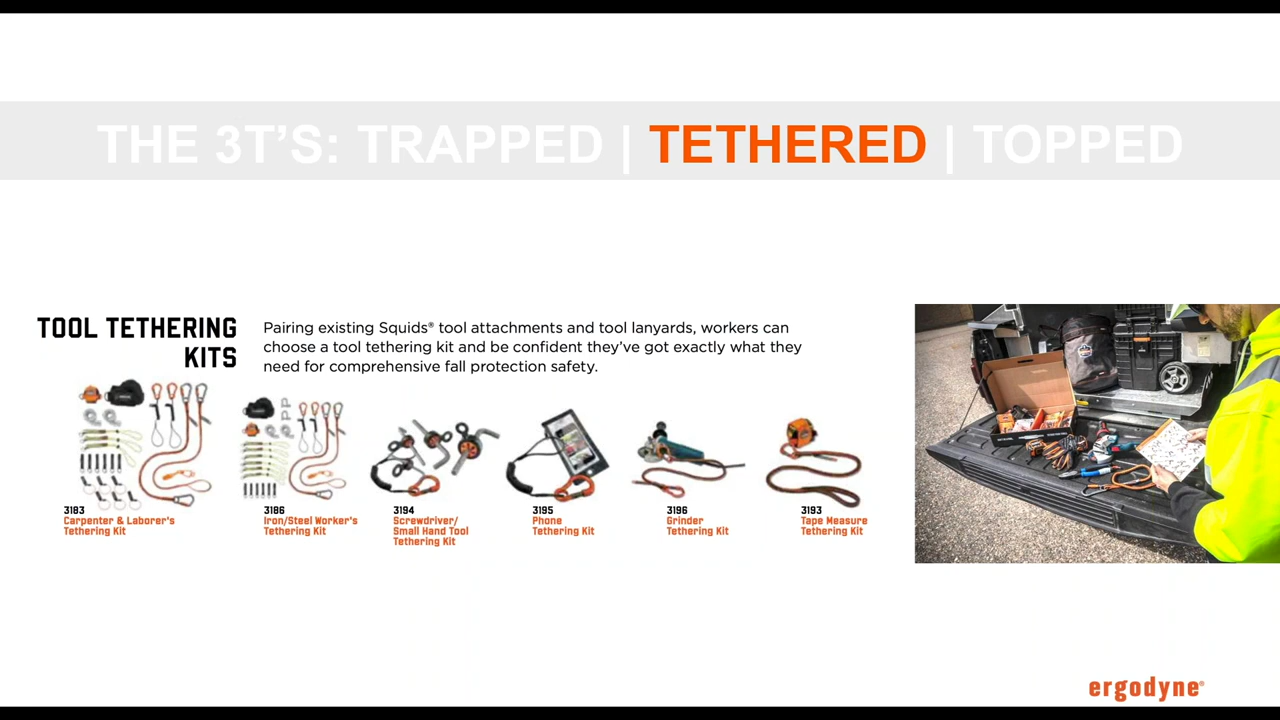 THE 3T'S: TRAPPED | TETHERED | TOPPED
TOOL TETHERING
KITS
Pairing existing Squids® tool attachments and tool lanyards, workers can
choose a tool tethering kit and be confident they've got exactly what they
need for comprehensive fall protection safety.
3183
Carpenter & Laborer's
Tethering Kit
3186
Iron/Steel Worker's
Tethering Kit
3194
Screwdriver/
Small Hand Tool
Tethering Kit
3195
Phone
Tethering Kit
3196
Grinder
Tethering Kit
3193
Tape Measure
Tethering Kit
ergodyne®